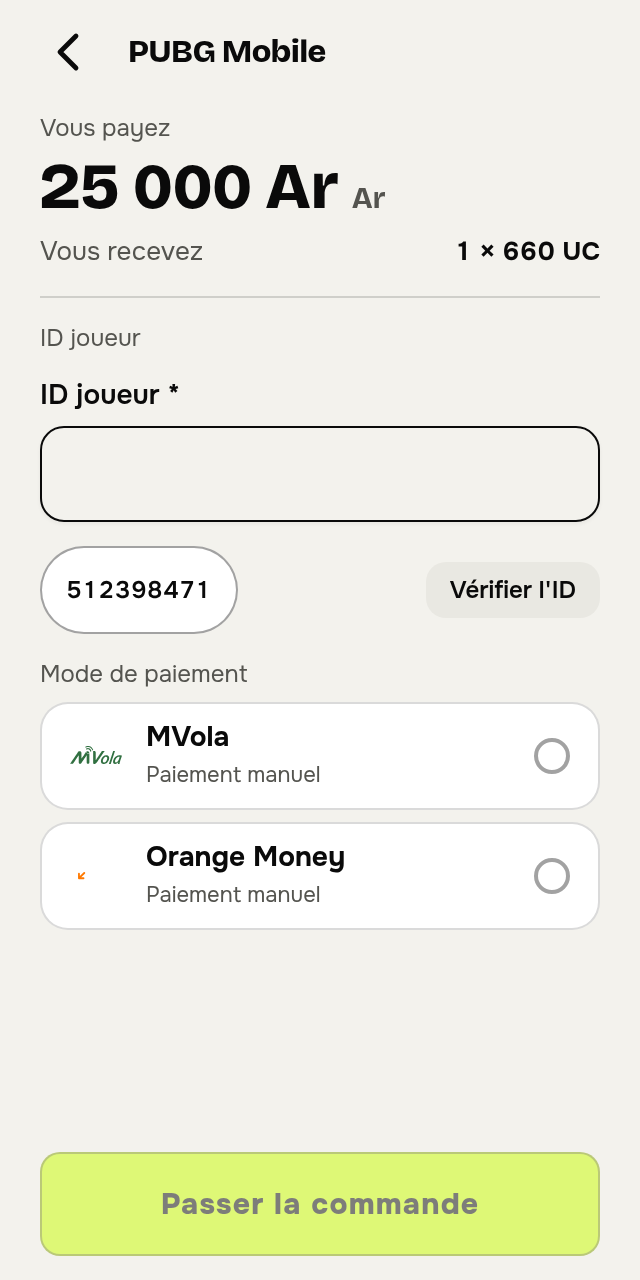 PUBG Mobile
Vous payez
25 000 Ar Ar
Vous recevez 1 × 660 UC
ID joueur
ID joueur *
512398471 Vérifier l'ID
Mode de paiement
MVola MVola
Paiement manuel
Orange Money
Paiement manuel
Passer la commande